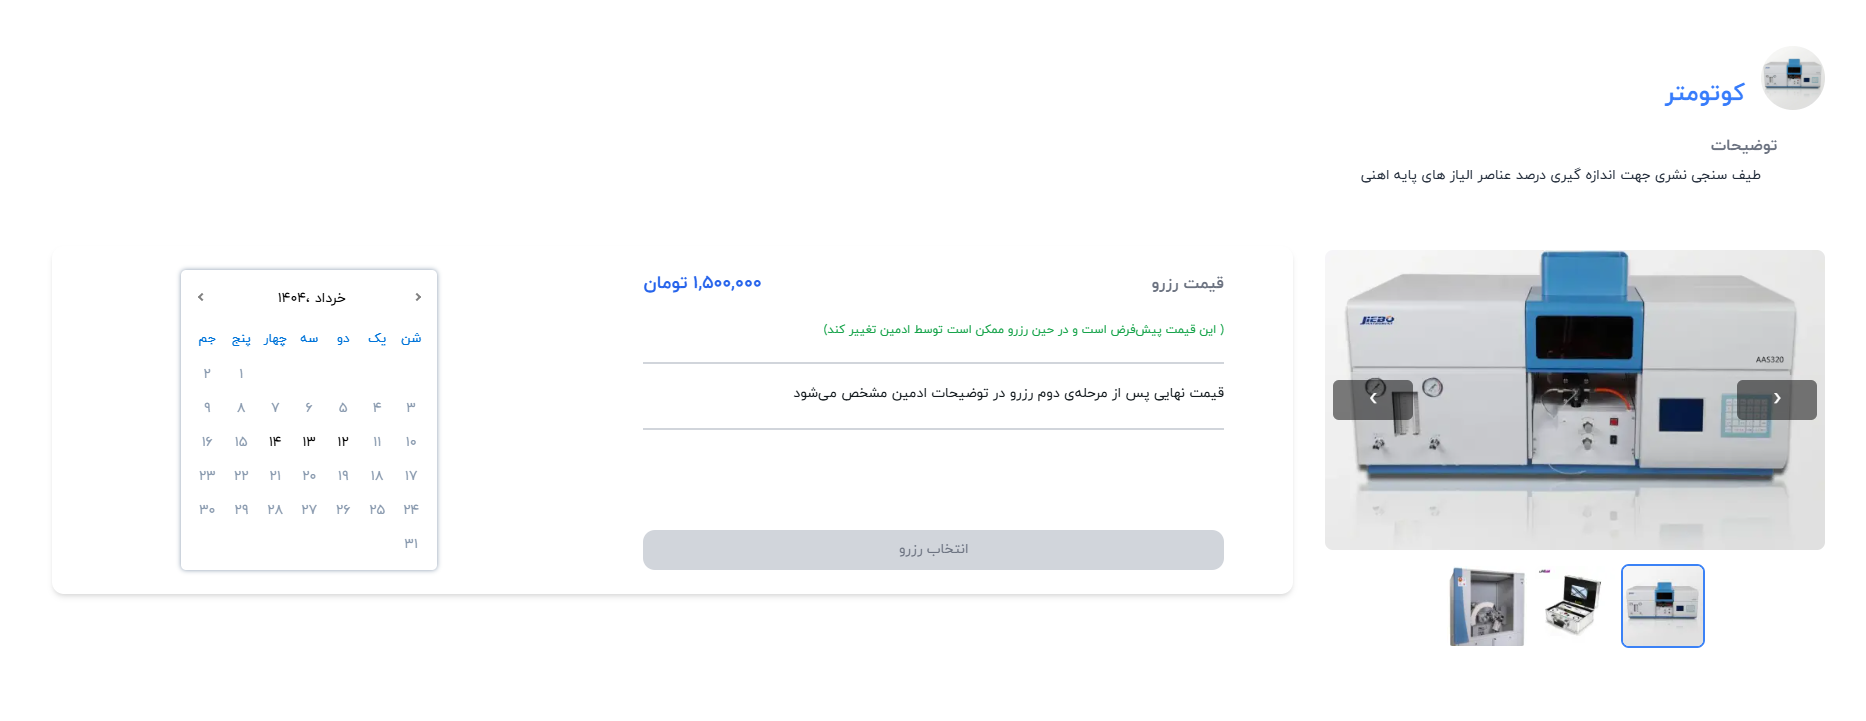 کوتومتر
توضیحات
طیف سنجی نشری جهت اندازه گیری درصد عناصر الیاژ های پایه اهنی
JIEBO
AAS320
قیمت رزرو
۱,۵۰۰,۰۰۰ تومان
( این قیمت پیش‌فرض است و در حین رزرو ممکن است توسط ادمین تغییر کند)
قیمت نهایی پس از مرحله‌ی دوم رزرو در توضیحات ادمین مشخص می‌شود
انتخاب رزرو
خرداد ،۱۴۰۴
شن یک دو سه چهار پنج جم
۱ ۲
۳ ۴ ۵ ۶ ۷ ۸ ۹
۱۰ ۱۱ ۱۲ ۱۳ ۱۴ ۱۵ ۱۶
۱۷ ۱۸ ۱۹ ۲۰ ۲۱ ۲۲ ۲۳
۲۴ ۲۵ ۲۶ ۲۷ ۲۸ ۲۹ ۳۰
۳۱